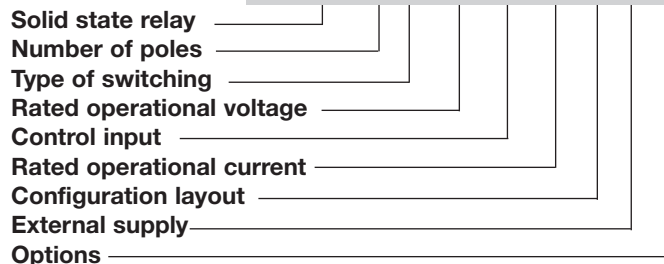 Solid state relay
Number of poles
Type of switching
Rated operational voltage
Control input
Rated operational current
Configuration layout
External supply
Options